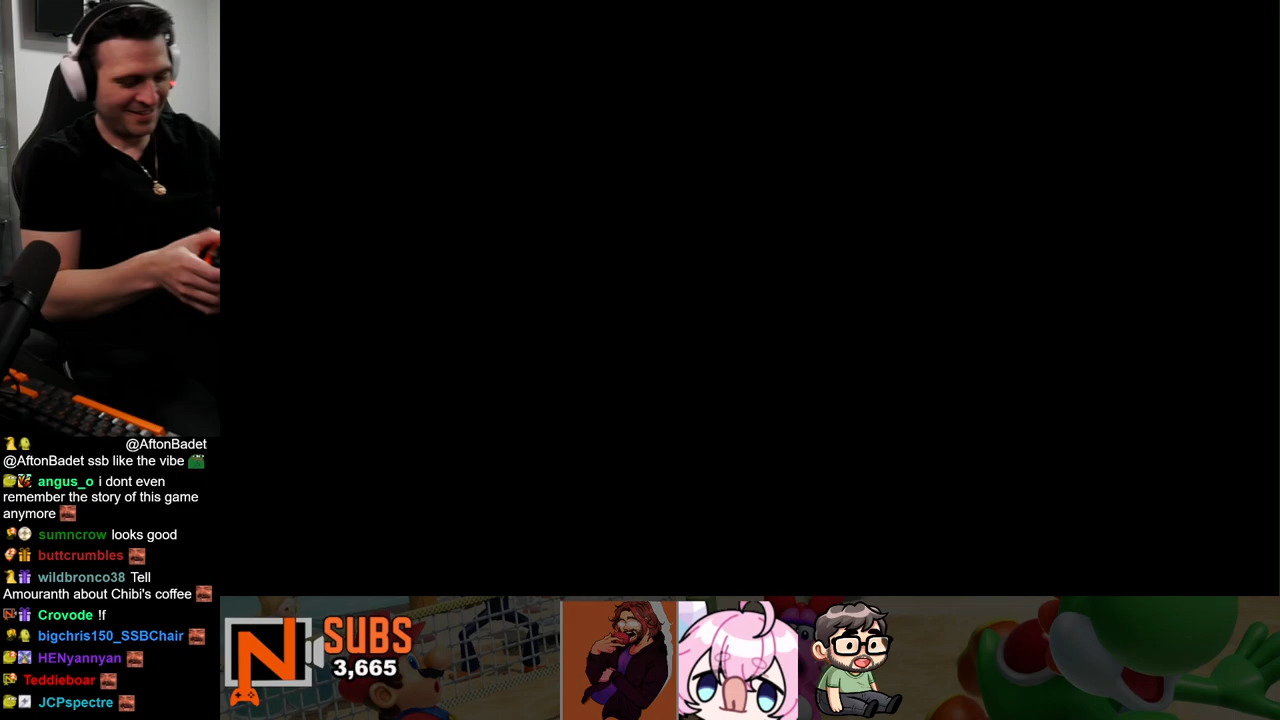 @AftonBadet
@AftonBadet ssb like the vibe
angus_o i dont even
remember the story of this game
anymore
sumncrow looks good
buttcrumbles
wildbronco38 Tell
Amouranth about Chibi's coffee
Crovode !f
bigchris150_SSBChair
HENyannyan
Teddieboar
JCPspectre
N
SUBS
3,665